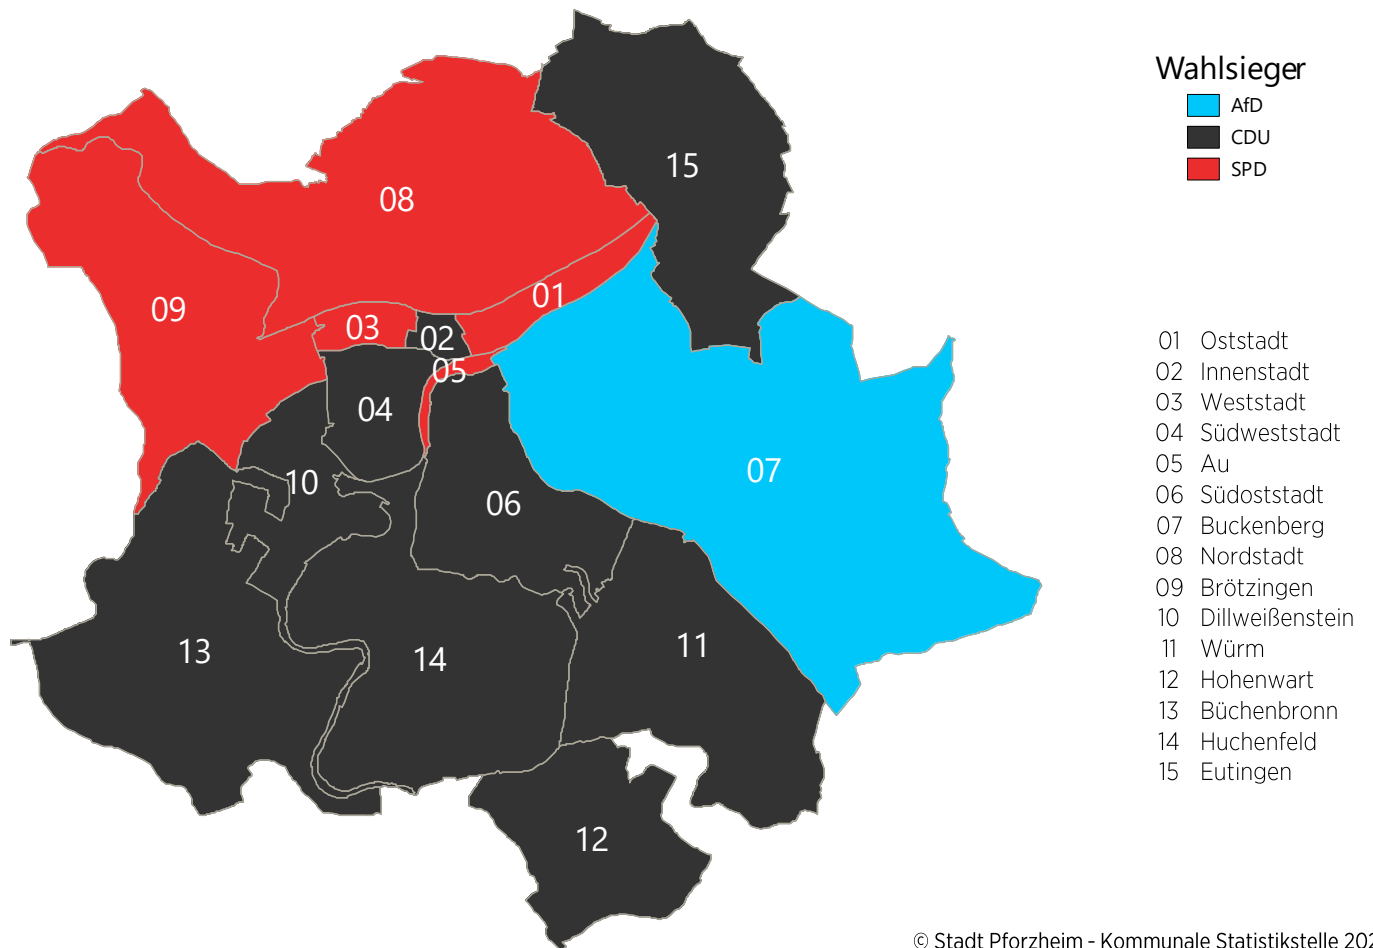 Wahlsieger
AfD
CDU
SPD
15
08
01
09
03
02
05
04
10
07
06
11
13
14
12
01 Oststadt
02 Innenstadt
03 Weststadt
04 Südweststadt
05 Au
06 Südoststadt
07 Buckenberg
08 Nordstadt
09 Brötzingen
10 Dillweißenstein
11 Würm
12 Hohenwart
13 Büchenbronn
14 Huchenfeld
15 Eutingen
© Stadt Pforzheim - Kommunale Statistikstelle